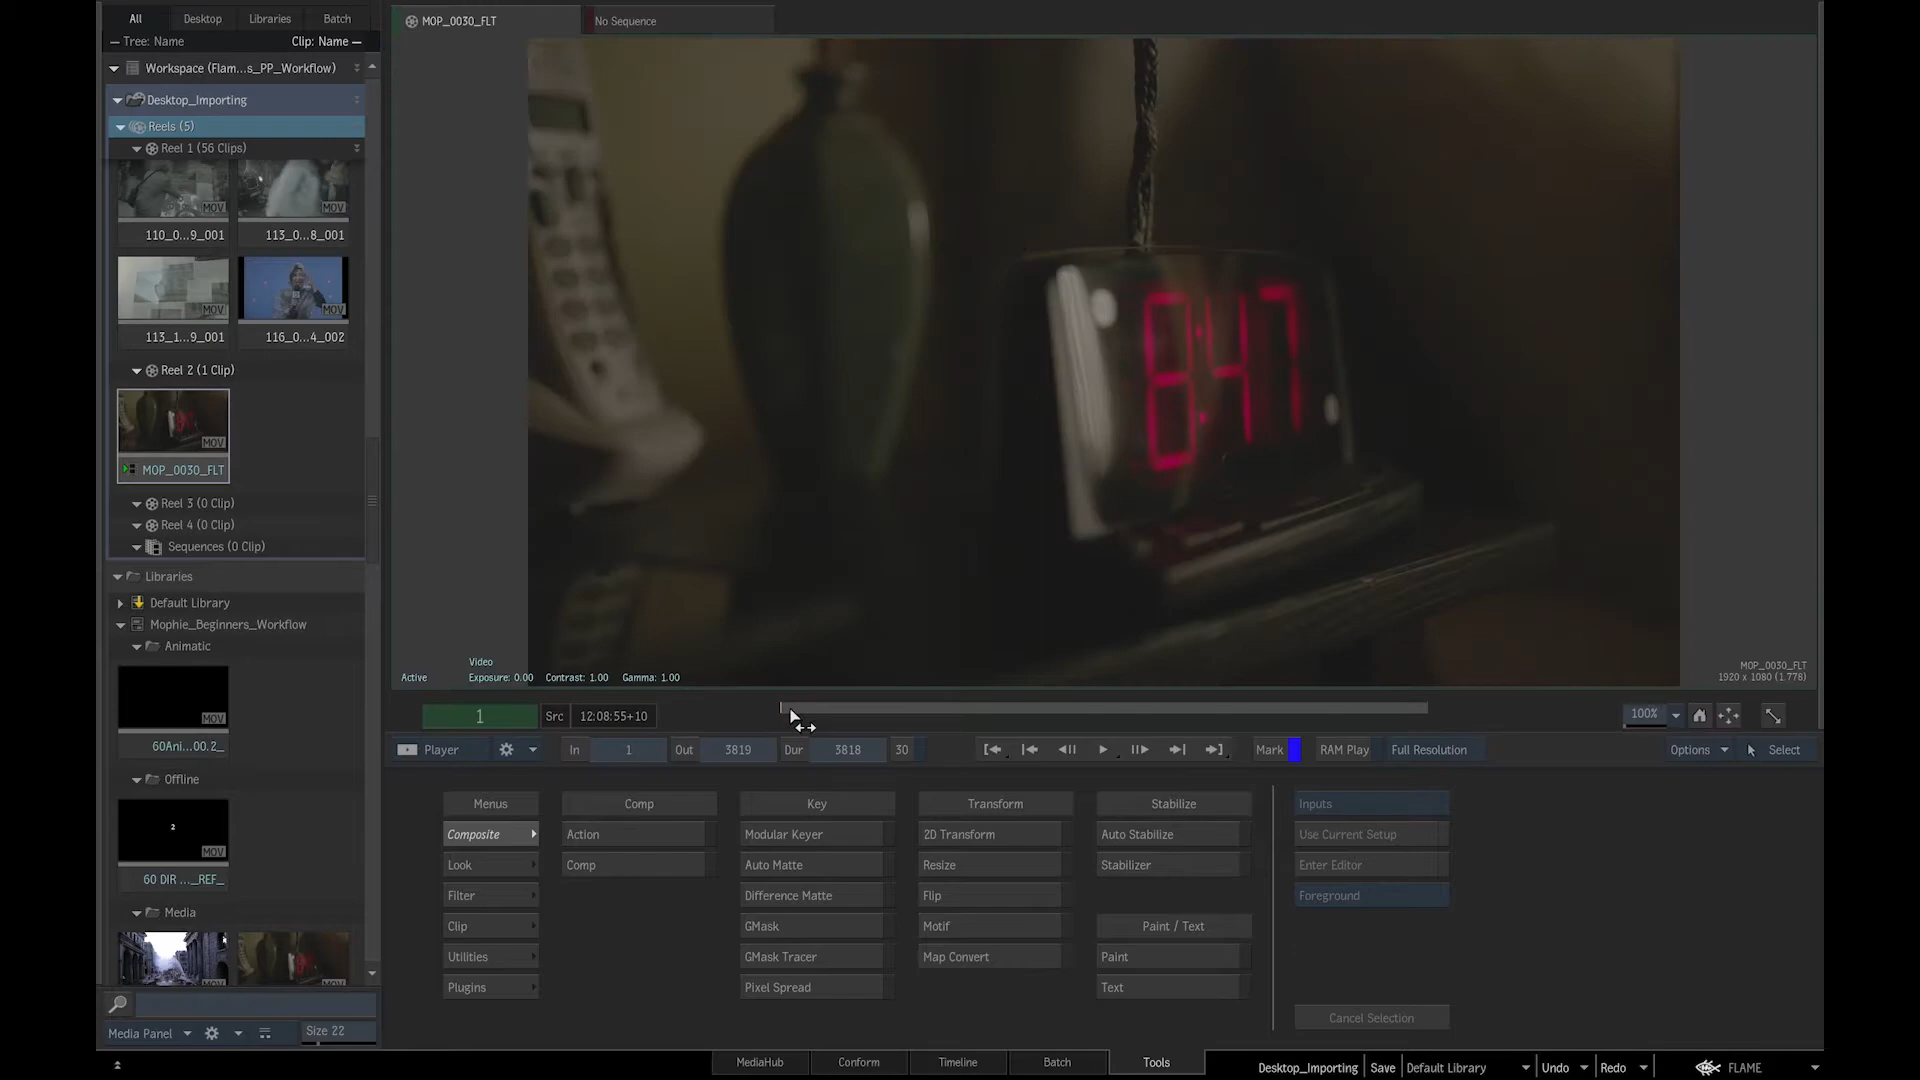 All Desktop Libraries Batch
Tree: Name Clip: Name
Workspace (Flam...s_PP_Workflow)
Desktop_Importing
Reels (5)
Reel 1 (56 Clips)
MOV MOV
110_0...9_001 113_0...8_001
MOV MOV
113_1...9_001 116_0...4_002
Reel 2 (1 Clip)
MOV
MOP_0030_FLT
Reel 3 (0 Clip)
Reel 4 (0 Clip)
Sequences (0 Clip)
Libraries
Default Library
Mophie_Beginners_Workflow
Animatic
MOV
60Ani...00.2_
Offline
2
MOV
60 DIR ..._REF_
Media
Media Panel Size 22
MOP_0030_FLT No Sequence
8:47
Video
Active Exposure: 0.00 Contrast: 1.00 Gamma: 1.00
MOP_0030_FLT
1920 x 1080 (1.778)
1 Src 12:08:55+10 100%
Player In 1 Out 3819 Dur 3818 30 Mark RAM Play Full Resolution Options Select
Menus Comp Key Transform Stabilize Inputs
Composite Action Modular Keyer 2D Transform Auto Stabilize Use Current Setup
Look Comp Auto Matte Resize Stabilizer Enter Editor
Filter Difference Matte Flip Foreground
Clip GMask Motif Paint / Text
Utilities GMask Tracer Map Convert Paint
Plugins Pixel Spread Text
Cancel Selection
MediaHub Conform Timeline Batch Tools Desktop_Importing Save Default Library Undo Redo FLAME